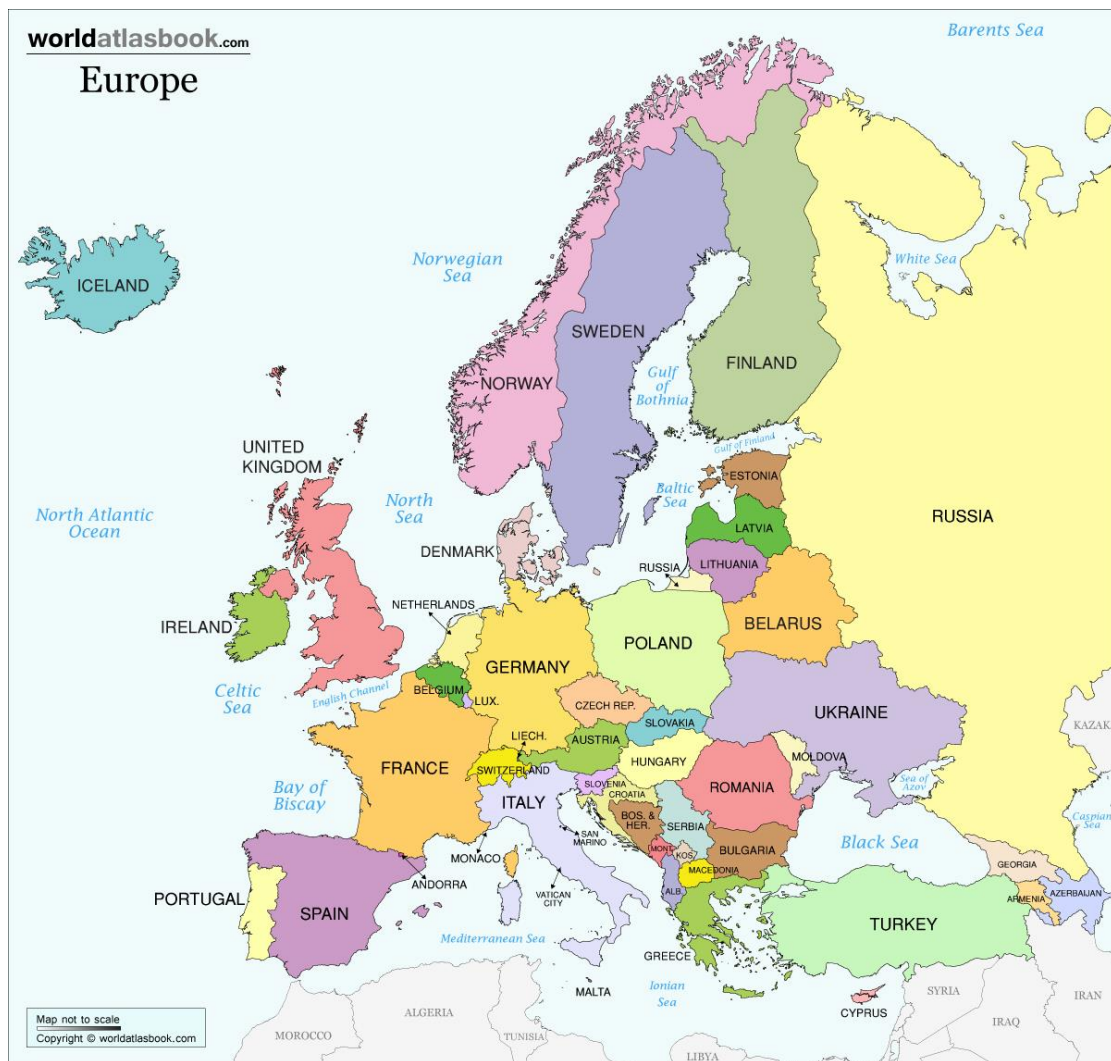 worldatlasbook.com
Europe
Barents Sea
Norwegian
Sea
White Sea
ICELAND
SWEDEN
FINLAND
NORWAY
Gulf
of
Bothnia
Gulf of Finland
UNITED
KINGDOM
North Atlantic
Ocean
North
Sea
Baltic
Sea
ESTONIA
RUSSIA
LATVIA
DENMARK
LITHUANIA
RUSSIA
NETHERLANDS
IRELAND
BELARUS
POLAND
GERMANY
Celtic
Sea
English Channel
BELGIUM
LUX.
CZECH REP.
UKRAINE
SLOVAKIA
KAZAK
LIECH.
AUSTRIA
FRANCE
SWITZERLAND
HUNGARY
MOLDOVA
Bay of
Biscay
SLOVENIA
CROATIA
ROMANIA
Sea of
Azov
ITALY
BOS. &
HER.
SERBIA
Caspian
Sea
SAN
MARINO
Black Sea
MONACO
MONT.
KOS.
BULGARIA
GEORGIA
ANDORRA
MACEDONIA
VATICAN
CITY
ALB.
PORTUGAL
SPAIN
ARMENIA
AZERBAIJAN
TURKEY
Mediterranean Sea
GREECE
MALTA
Ionian
Sea
CYPRUS
SYRIA
IRAN
IRAQ
ALGERIA
MOROCCO
TUNISIA
LIBYA
JORDAN
Map not to scale
Copyright © worldatlasbook.com